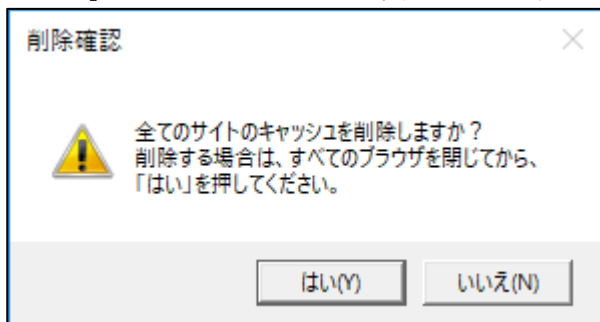 削除確認
全てのサイトのキャッシュを削除しますか？
削除する場合は、すべてのブラウザを閉じてから、
「はい」を押してください。
はい(Y)
いいえ(N)